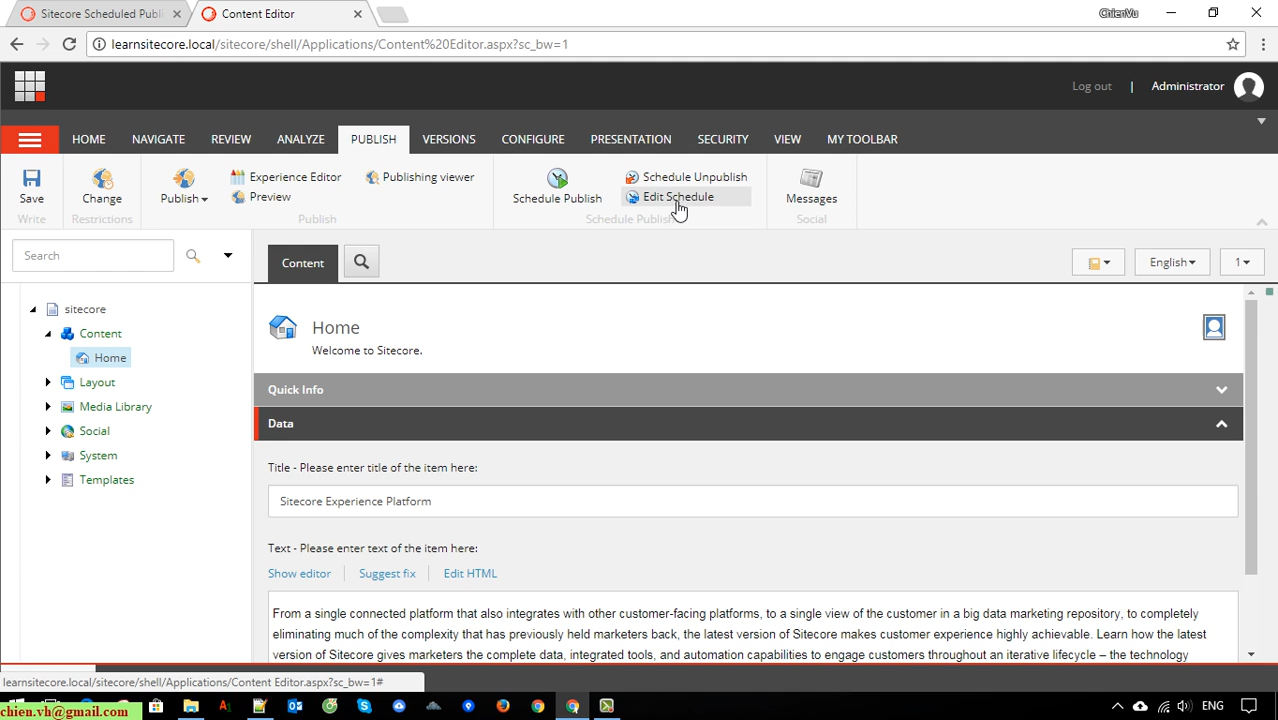 Sitecore Scheduled Publ
Content Editor
ChienVu
learnsitecore.local/sitecore/shell/Applications/Content%20Editor.aspx?sc_bw=1
Log out | Administrator
HOME NAVIGATE REVIEW ANALYZE PUBLISH VERSIONS CONFIGURE PRESENTATION SECURITY VIEW MY TOOLBAR
Save
Write
Change
Restrictions
Publish
Experience Editor
Preview
Publishing viewer
Publish
Schedule Publish
Schedule Unpublish
Edit Schedule
Schedule Publish
Messages
Social
Search
Content
English
1
sitecore
Content
Home
Layout
Media Library
Social
System
Templates
Home
Welcome to Sitecore.
Quick Info
Data
Title - Please enter title of the item here:
Sitecore Experience Platform
Text - Please enter text of the item here:
Show editor Suggest fix Edit HTML
From a single connected platform that also integrates with other customer-facing platforms, to a single view of the customer in a big data marketing repository, to completely
eliminating much of the complexity that has previously held marketers back, the latest version of Sitecore makes customer experience highly achievable. Learn how the latest
version of Sitecore gives marketers the complete data, integrated tools, and automation capabilities to engage customers throughout an iterative lifecycle – the technology
learnsitecore.local/sitecore/shell/Applications/Content Editor.aspx?sc_bw=1#
chien.vh@gmail.com
ENG